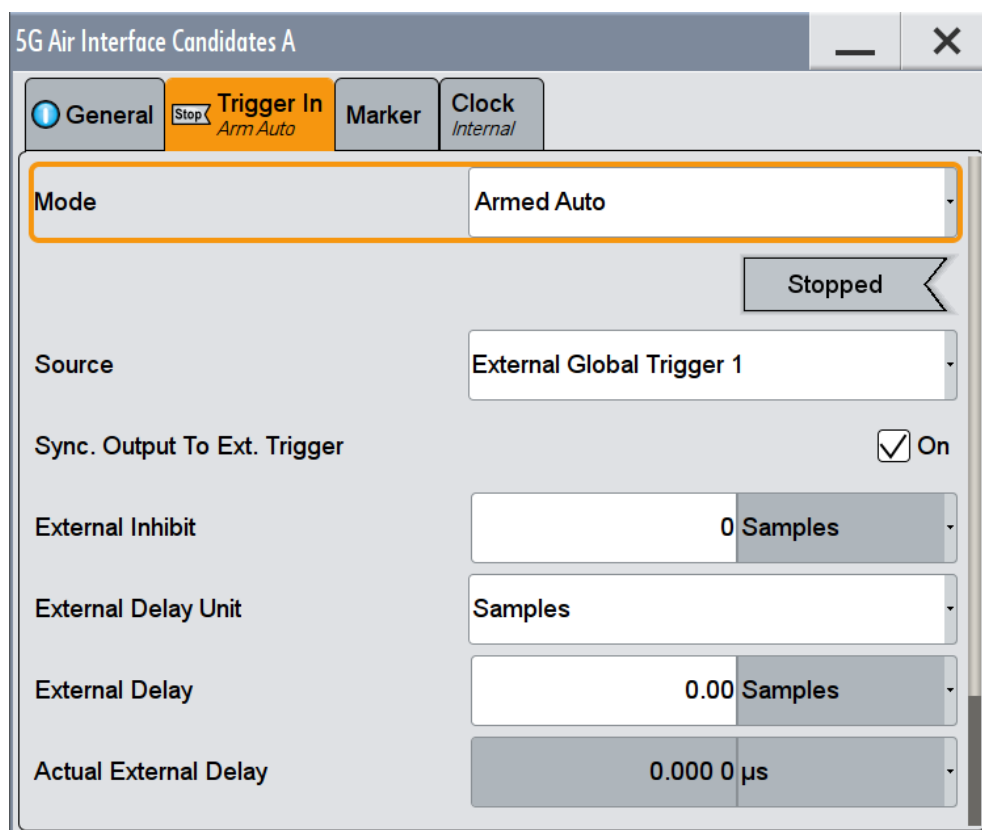 5G Air Interface Candidates A
General
Stop
Trigger In
Arm Auto
Marker
Clock
Internal
Mode
Armed Auto
Stopped
Source
External Global Trigger 1
Sync. Output To Ext. Trigger
On
External Inhibit
0 Samples
External Delay Unit
Samples
External Delay
0.00 Samples
Actual External Delay
0.000 0 µs